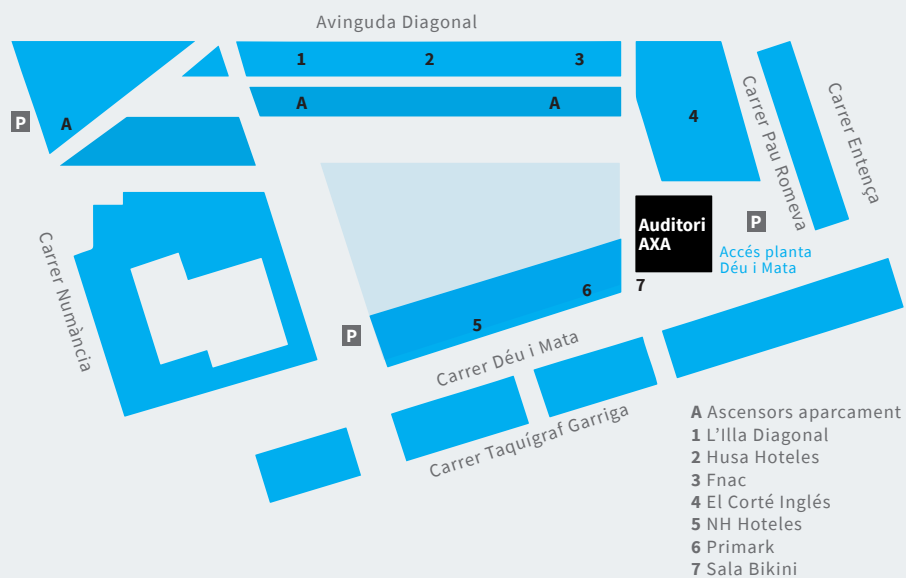 Avinguda Diagonal
1
2
3
A
A
A
P
4
Carrer Pau Romeva
Carrer Entença
Auditori
AXA
P
Accés planta
Déu i Mata
7
Carrer Numància
6
5
P
Carrer Déu i Mata
Carrer Taquígraf Garriga
A Ascensors aparcament
1 L'Illa Diagonal
2 Husa Hoteles
3 Fnac
4 El Corté Inglés
5 NH Hoteles
6 Primark
7 Sala Bikini